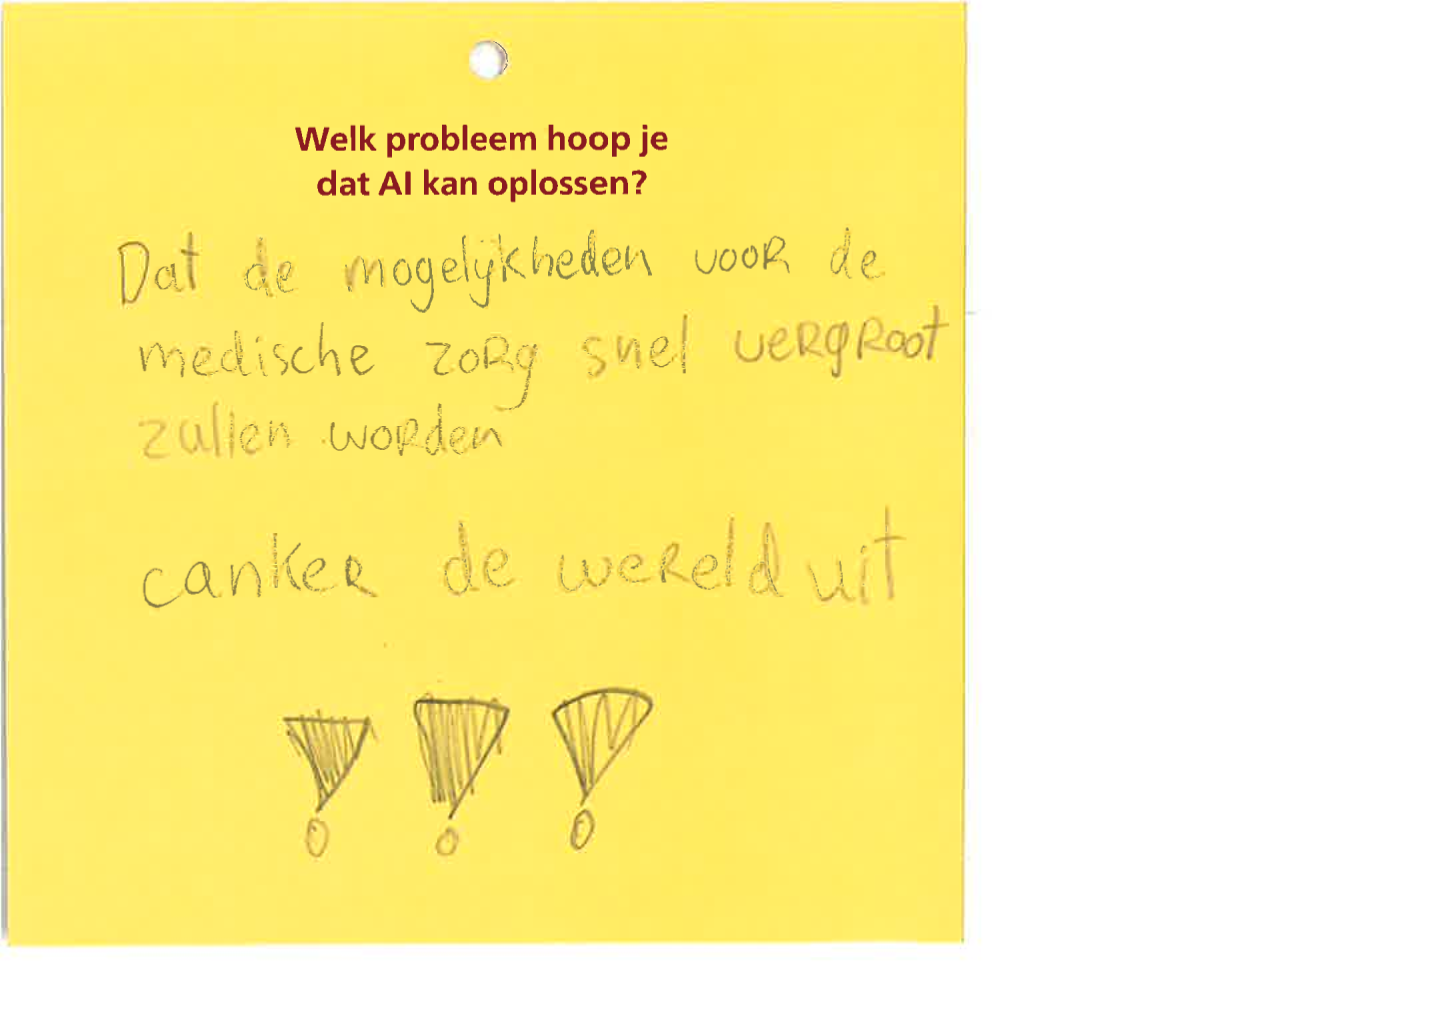 Welk probleem hoop je
dat AI kan oplossen?
Dat de mogelijkheden voor de
medische zorg snel vergroot
zullen worden
canker de wereld uit
!!!